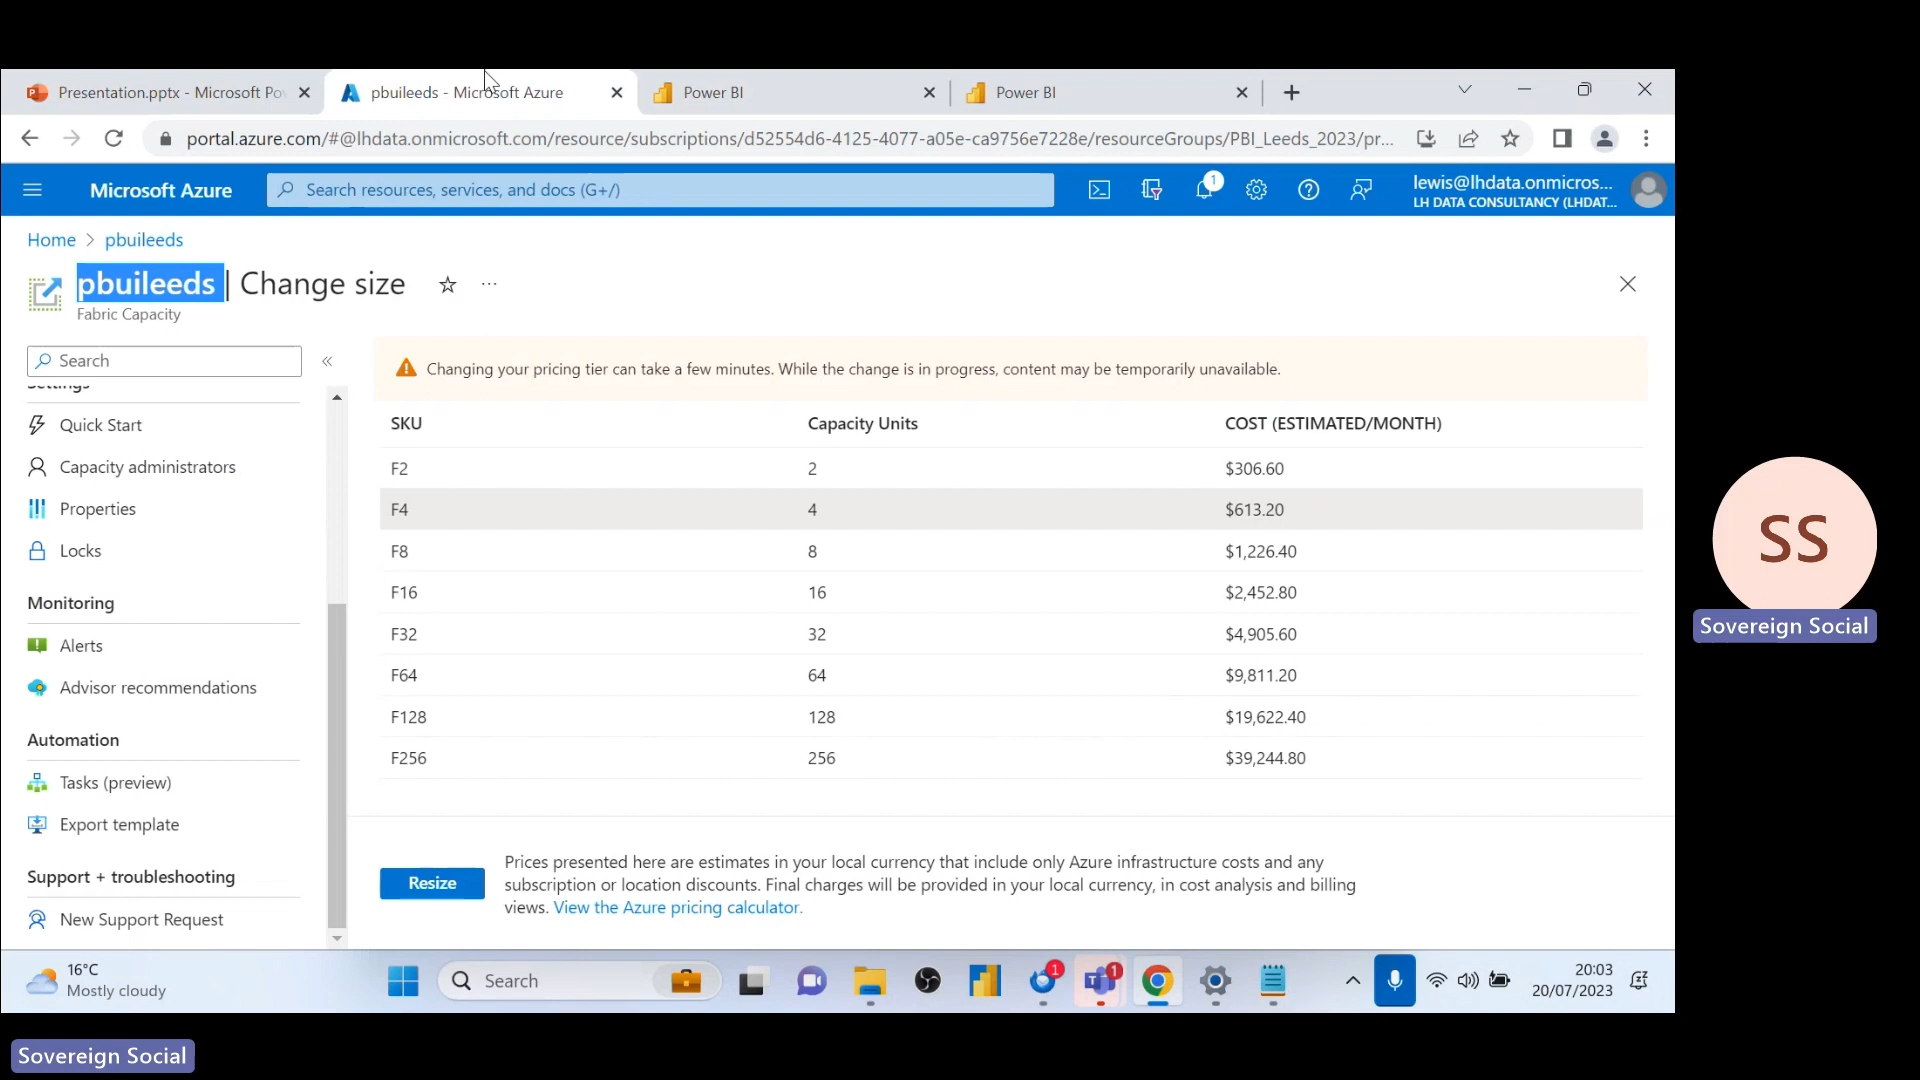 Presentation.pptx - Microsoft Po
pbuileeds - Microsoft Azure
Power BI
Power BI
portal.azure.com/#@lhdata.onmicrosoft.com/resource/subscriptions/d52554d6-4125-4077-a05e-ca9756e7228e/resourceGroups/PBI_Leeds_2023/pr...
Microsoft Azure
Search resources, services, and docs (G+/)
1
lewis@lhdata.onmicros...
LH DATA CONSULTANCY (LHDAT...
Home > pbuileeds
pbuileeds | Change size
Fabric Capacity
Search
Settings
Quick Start
Capacity administrators
Properties
Locks
Monitoring
Alerts
Advisor recommendations
Automation
Tasks (preview)
Export template
Support + troubleshooting
New Support Request
Changing your pricing tier can take a few minutes. While the change is in progress, content may be temporarily unavailable.
SKU Capacity Units COST (ESTIMATED/MONTH)
F2 2 $306.60
F4 4 $613.20
F8 8 $1,226.40
F16 16 $2,452.80
F32 32 $4,905.60
F64 64 $9,811.20
F128 128 $19,622.40
F256 256 $39,244.80
Resize
Prices presented here are estimates in your local currency that include only Azure infrastructure costs and any
subscription or location discounts. Final charges will be provided in your local currency, in cost analysis and billing
views. View the Azure pricing calculator.
16°C
Mostly cloudy
Search
1
1
20:03
20/07/2023
SS
Sovereign Social
Sovereign Social